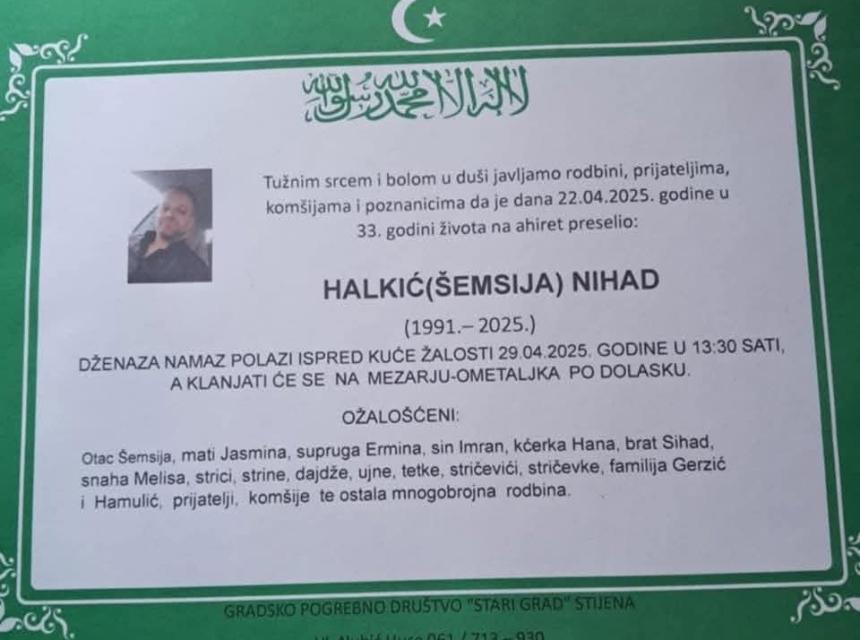 لا إله إلا الله محمد رسول الله
Tužnim srcem i bolom u duši javljamo rodbini, prijateljima,
komšijama i poznanicima da je dana 22.04.2025. godine u
33. godini života na ahiret preselio:
HALKIĆ(ŠEMSIJA) NIHAD
(1991.– 2025.)
DŽENAZA NAMAZ POLAZI ISPRED KUĆE ŽALOSTI 29.04.2025. GODINE U 13:30 SATI,
A KLANJATI ĆE SE NA MEZARJU-OMETALJKA PO DOLASKU.
OŽALOŠĆENI:
Otac Šemsija, mati Jasmina, supruga Ermina, sin Imran, kćerka Hana, brat Sihad,
snaha Melisa, strici, strine, dajdže, ujne, tetke, stričevići, stričevke, familija Gerzić
i Hamulić, prijatelji, komšije te ostala mnogobrojna rodbina.
GRADSKO POGREBNO DRUŠTVO "STARI GRAD" STIJENA
061 / 713 – 930